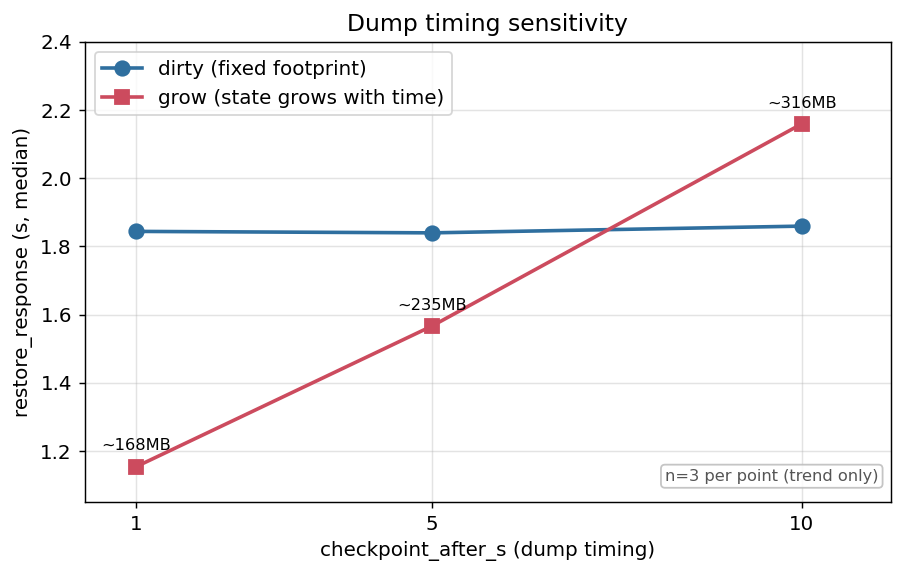 Dump timing sensitivity
restore_response (s, median)
2.4
2.2
2.0
1.8
1.6
1.4
1.2
dirty (fixed footprint)
grow (state grows with time)
~316MB
~235MB
~168MB
n=3 per point (trend only)
1
5
10
checkpoint_after_s (dump timing)